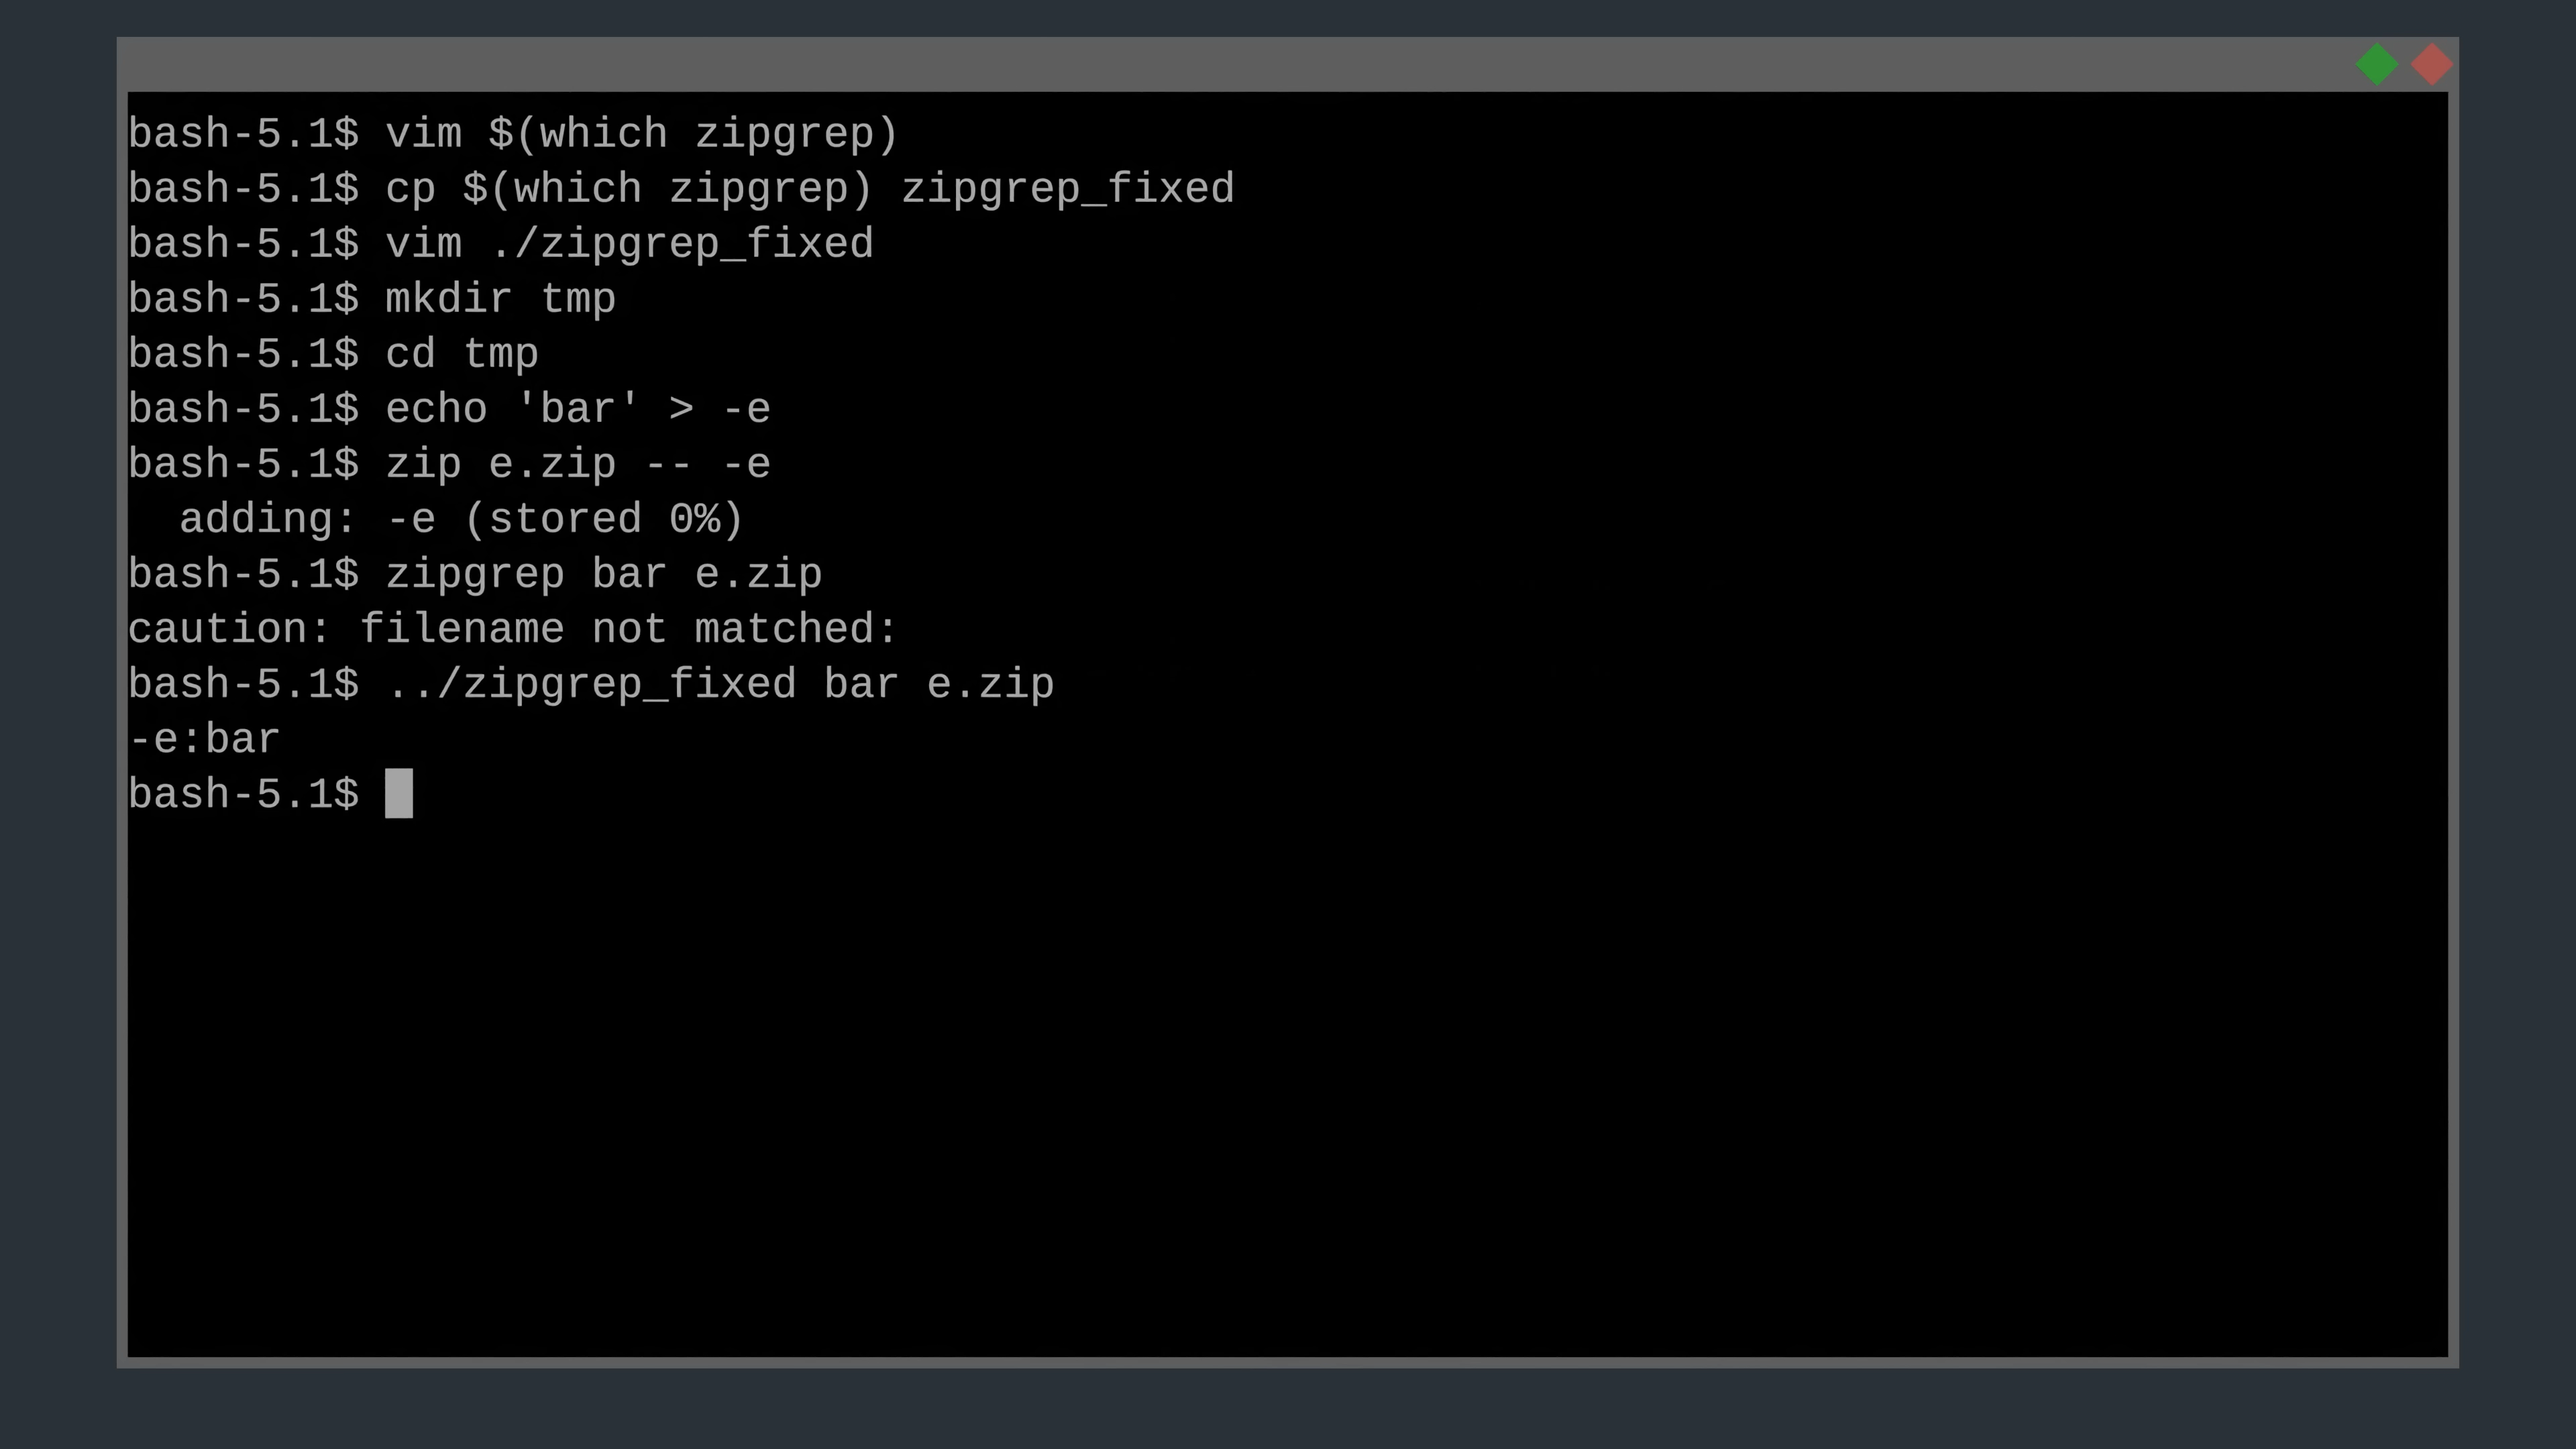 bash-5.1$ vim $(which zipgrep)
bash-5.1$ cp $(which zipgrep) zipgrep_fixed
bash-5.1$ vim ./zipgrep_fixed
bash-5.1$ mkdir tmp
bash-5.1$ cd tmp
bash-5.1$ echo 'bar' > -e
bash-5.1$ zip e.zip -- -e
  adding: -e (stored 0%)
bash-5.1$ zipgrep bar e.zip
caution: filename not matched:
bash-5.1$ ../zipgrep_fixed bar e.zip
-e:bar
bash-5.1$